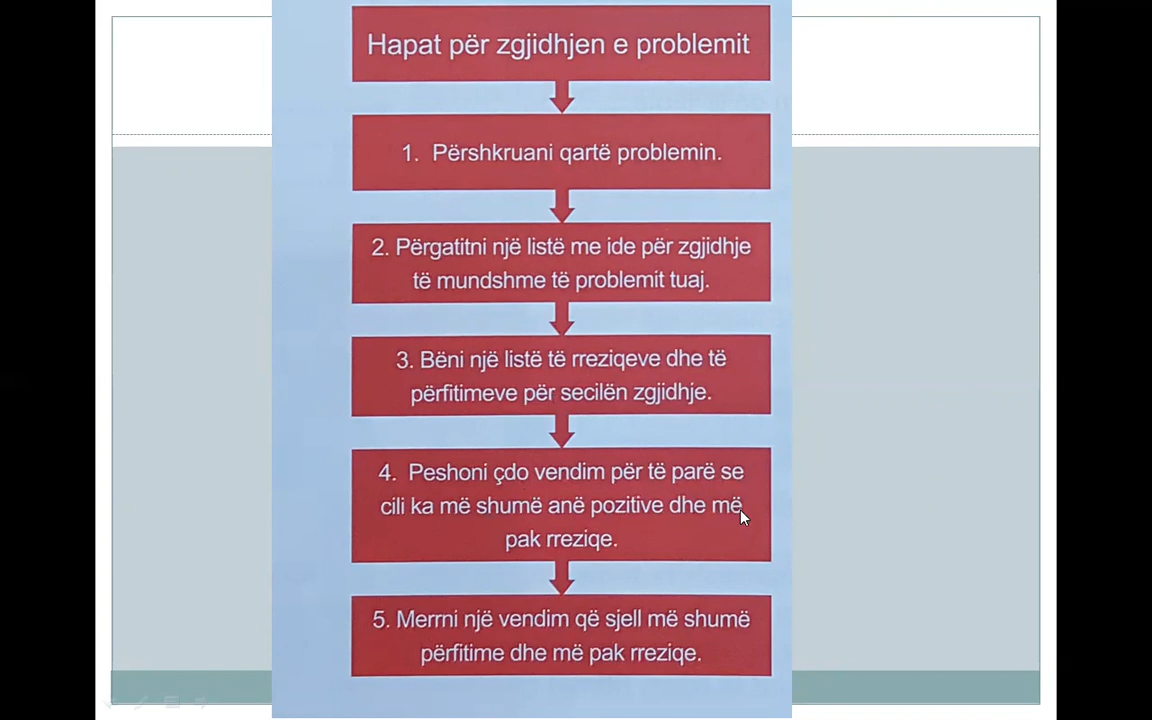 Hapat për zgjidhjen e problemit
1. Përshkruani qartë problemin.
2. Përgatitni një listë me ide për zgjidhje
të mundshme të problemit tuaj.
3. Bëni një listë të rreziqeve dhe të
përfitimeve për secilën zgjidhje.
4. Peshoni çdo vendim për të parë se
cili ka më shumë anë pozitive dhe më
pak rreziqe.
5. Merrni një vendim që sjell më shumë
përfitime dhe më pak rreziqe.